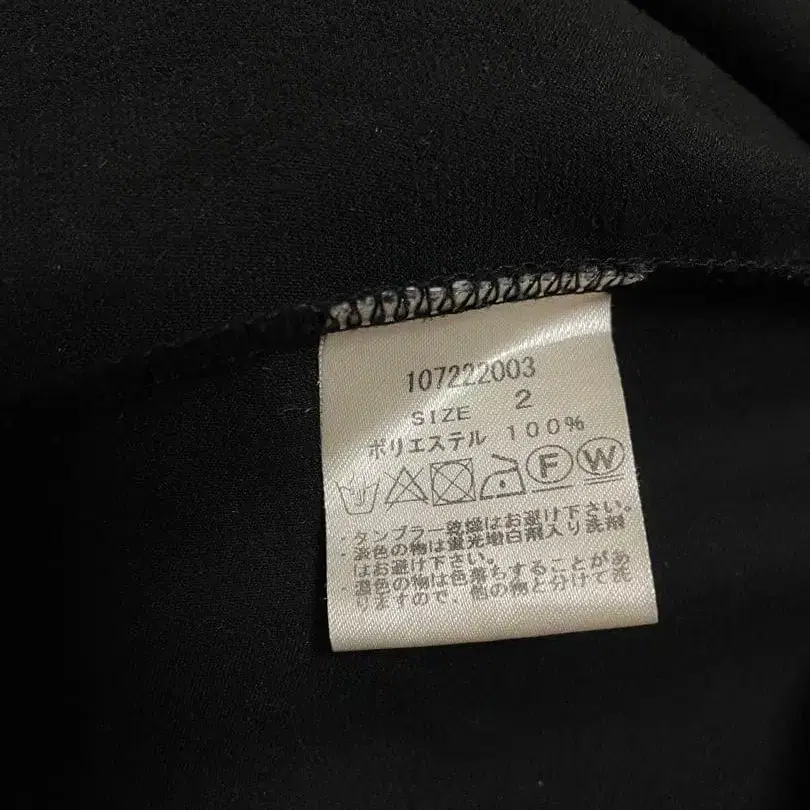 107222003
SIZE 2
ポリエステル 100%
F W
・タンブラー乾燥はお避け下さい。
・淡色の物は蛍光増白剤入り洗剤
はお避け下さい。
・濃色の物は色落ちすることがあ
りますので、他の物と分けて洗